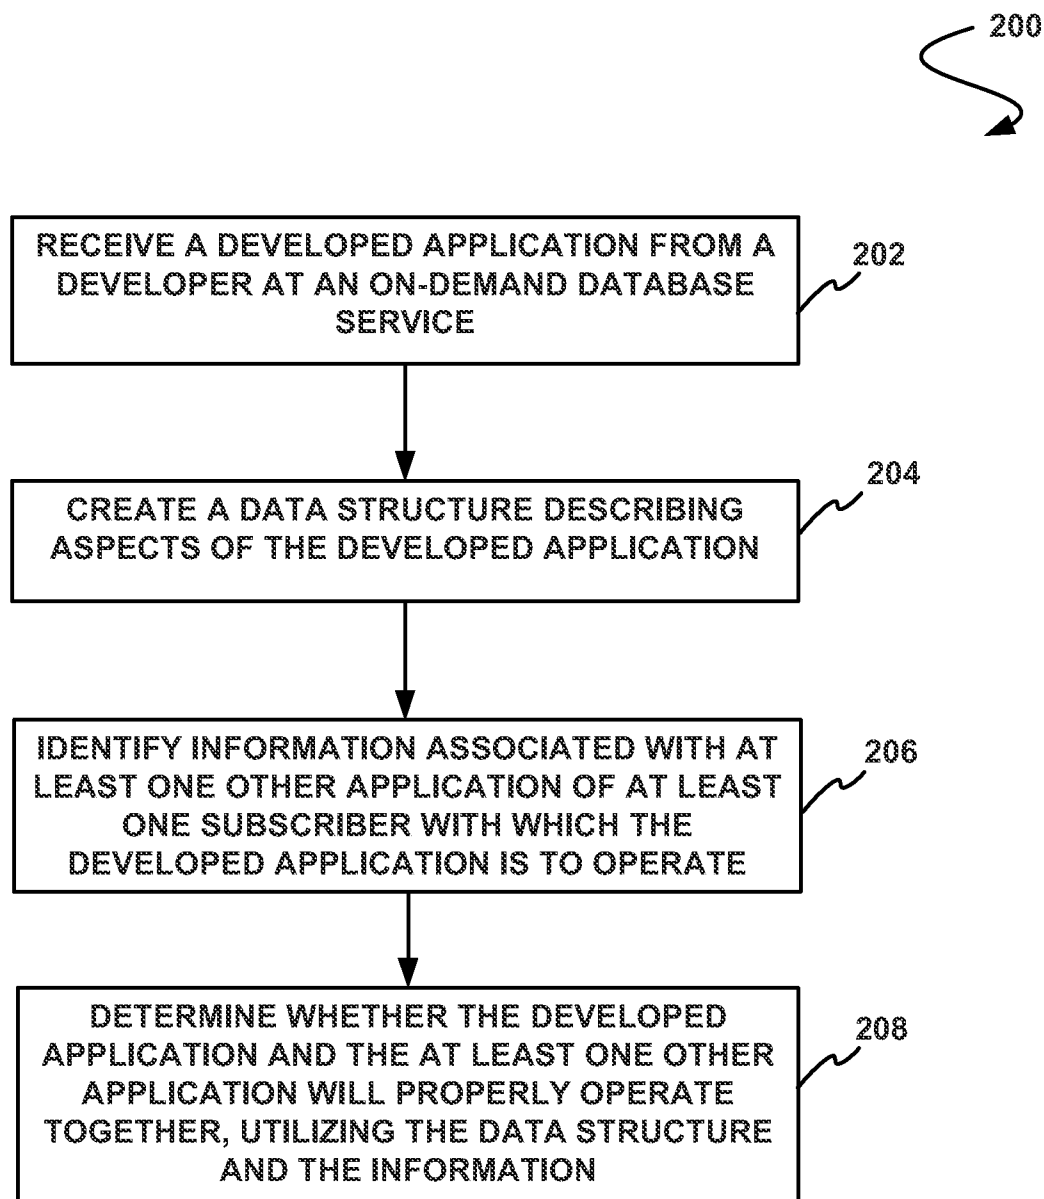 200
RECEIVE A DEVELOPED APPLICATION FROM A
DEVELOPER AT AN ON-DEMAND DATABASE
SERVICE
202
CREATE A DATA STRUCTURE DESCRIBING
ASPECTS OF THE DEVELOPED APPLICATION
204
IDENTIFY INFORMATION ASSOCIATED WITH AT
LEAST ONE OTHER APPLICATION OF AT LEAST
ONE SUBSCRIBER WITH WHICH THE
DEVELOPED APPLICATION IS TO OPERATE
206
DETERMINE WHETHER THE DEVELOPED
APPLICATION AND THE AT LEAST ONE OTHER
APPLICATION WILL PROPERLY OPERATE
TOGETHER, UTILIZING THE DATA STRUCTURE
AND THE INFORMATION
208